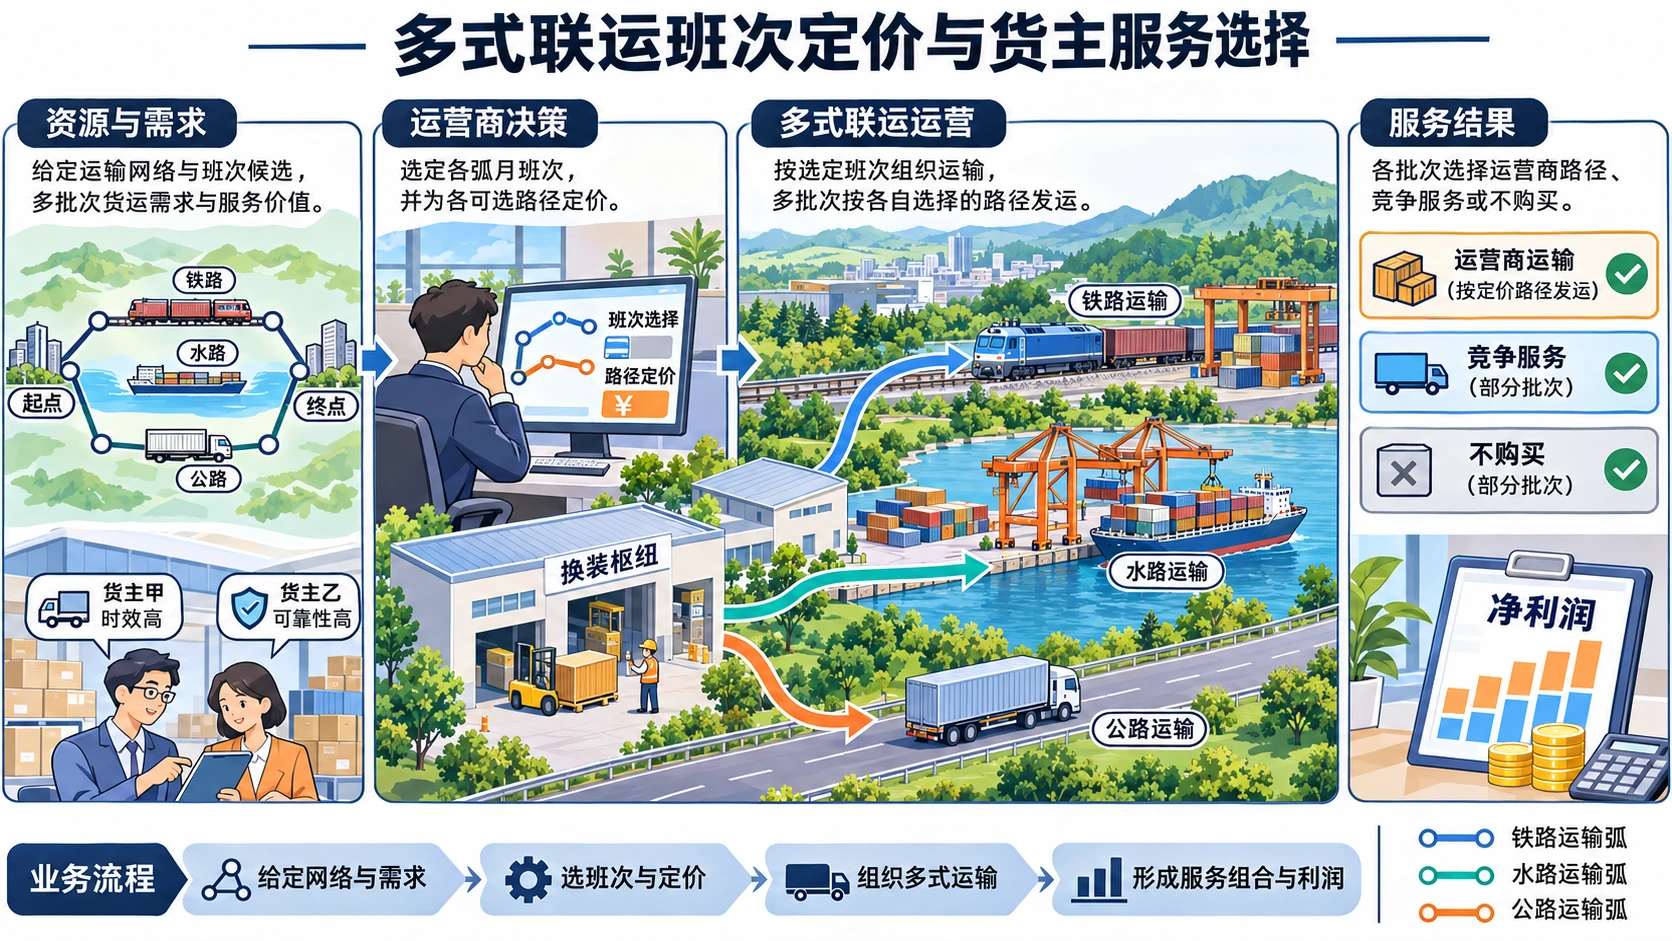 多式联运班次定价与货主服务选择
资源与需求
给定运输网络与班次候选，
多批次货运需求与服务价值。
铁路
水路
起点
终点
公路
货主甲
时效高
货主乙
可靠性高
运营商决策
选定各弧月班次，
并为各可选路径定价。
班次选择
路径定价
¥
多式联运运营
按选定班次组织运输，
多批次按各自选择的路径发运。
铁路运输
换装枢纽
水路运输
公路运输
服务结果
各批次选择运营商路径、
竞争服务或不购买。
运营商运输
（按定价路径发运）
竞争服务
（部分批次）
不购买
（部分批次）
净利润
业务流程
给定网络与需求
选班次与定价
组织多式运输
形成服务组合与利润
铁路运输弧
水路运输弧
公路运输弧